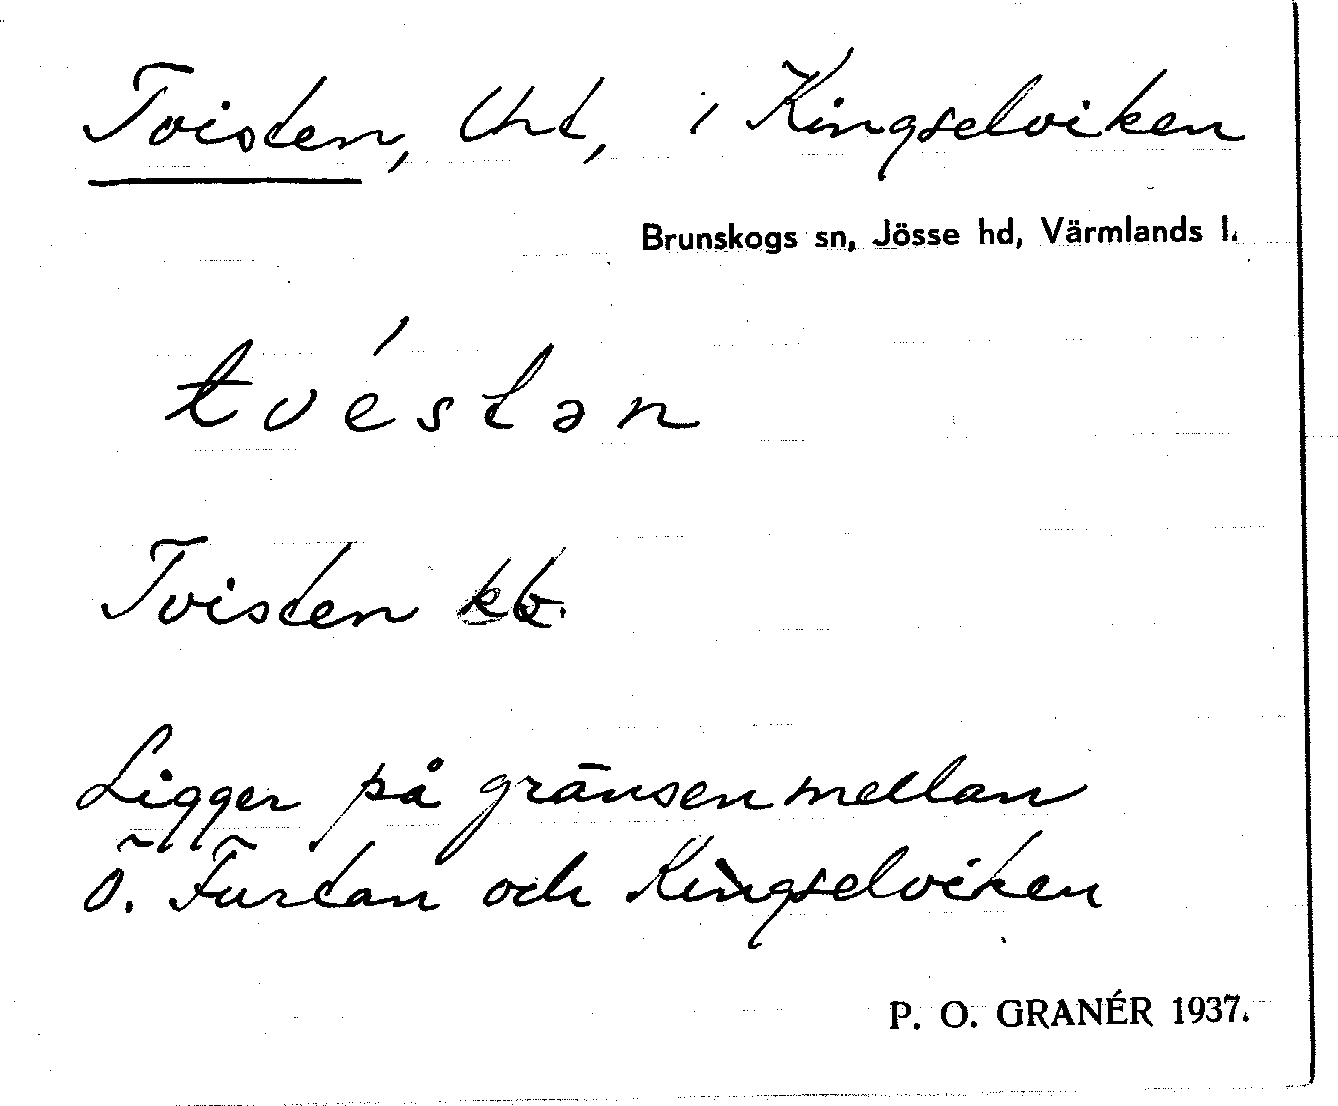 Tvisten, Uht, i Kingselviken
Brunskogs sn, Jösse hd, Värmlands l.
tvéstən
Tvisten kb.
Ligger på gränsen mellan
Ö. Furtan och Kingselviken
P. O. GRANÉR 1937.